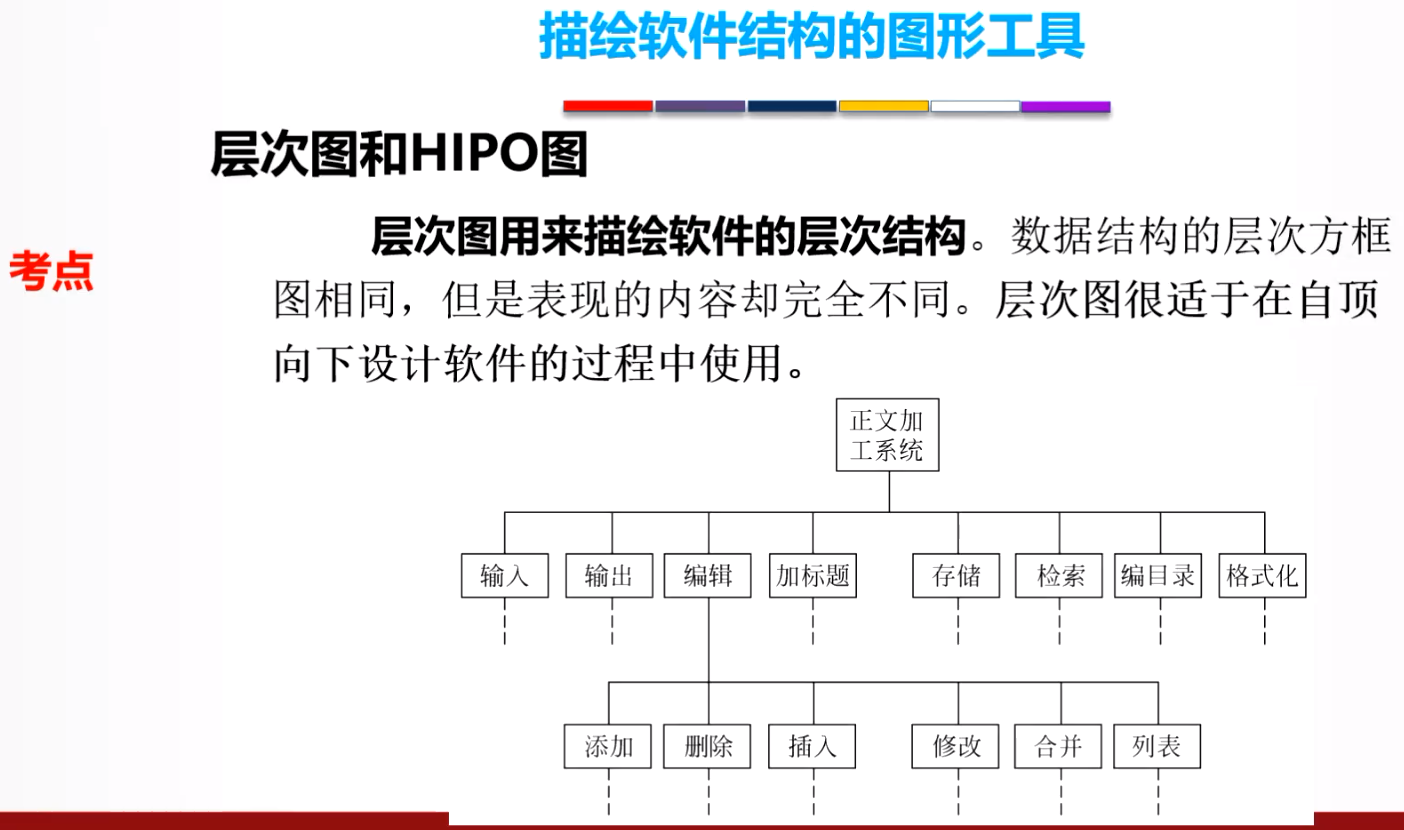 描绘软件结构的图形工具
层次图和HIPO图
考点
层次图用来描绘软件的层次结构。数据结构的层次方框
图相同，但是表现的内容却完全不同。层次图很适于在自顶
向下设计软件的过程中使用。
正文加
工系统
输入 输出 编辑 加标题 存储 检索 编目录 格式化
添加 删除 插入 修改 合并 列表